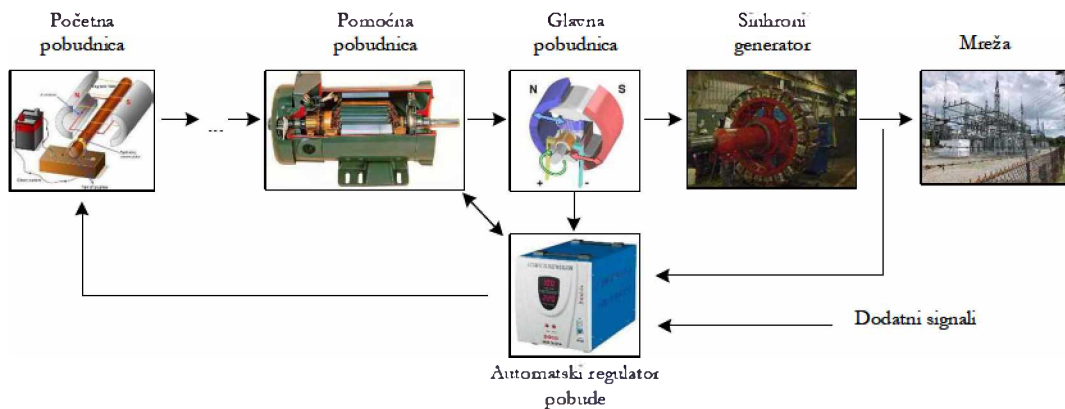 Početna
pobudnica
Pomoćna
pobudnica
Glavna
pobudnica
Sinhroni
generator
Mreža
N
S
...
N
S
+
-
Dodatni signali
Automatski regulator
pobude